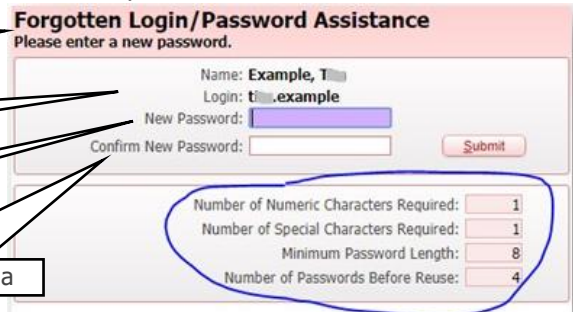 Forgotten Login/Password Assistance
Please enter a new password.
Name: Example, T
Login: t .example
New Password:
Confirm New Password:
Submit
Number of Numeric Characters Required: 1
Number of Special Characters Required: 1
Minimum Password Length: 8
Number of Passwords Before Reuse: 4
a